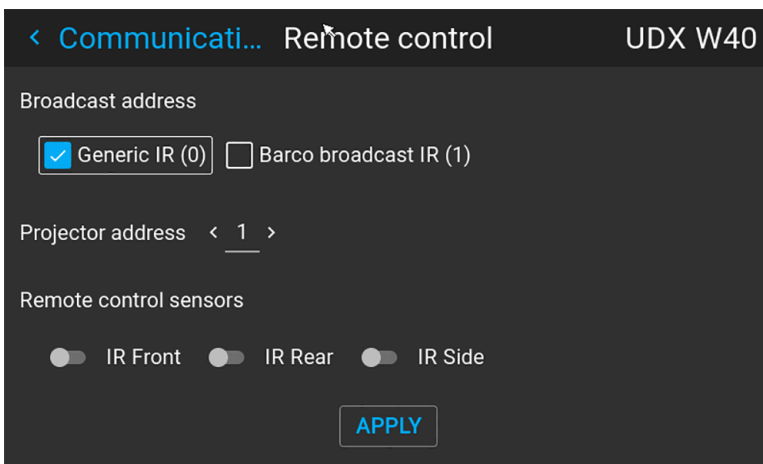 < Communicati... Remote control UDX W40
Broadcast address
Generic IR (0) Barco broadcast IR (1)
Projector address < 1 >
Remote control sensors
IR Front IR Rear IR Side
APPLY